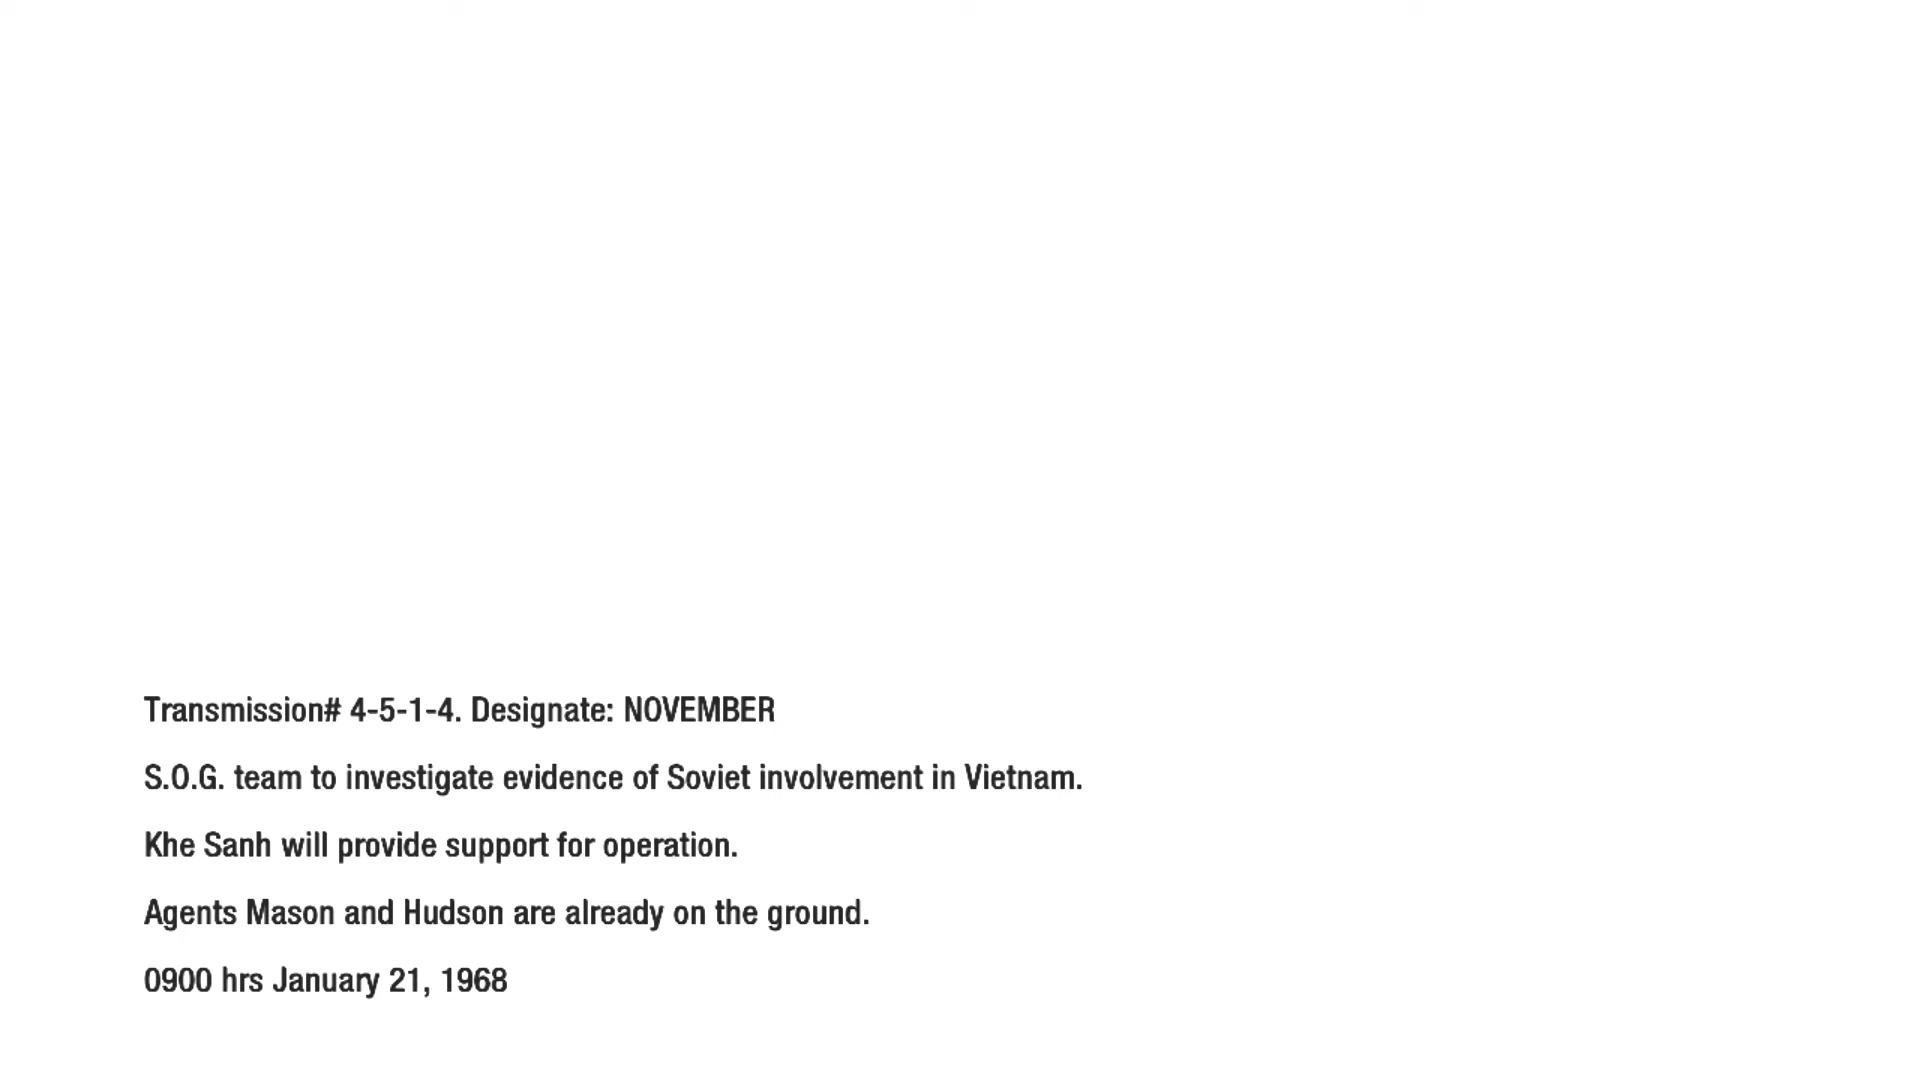 Transmission# 4-5-1-4. Designate: NOVEMBER
S.O.G. team to investigate evidence of Soviet involvement in Vietnam.
Khe Sanh will provide support for operation.
Agents Mason and Hudson are already on the ground.
0900 hrs January 21, 1968